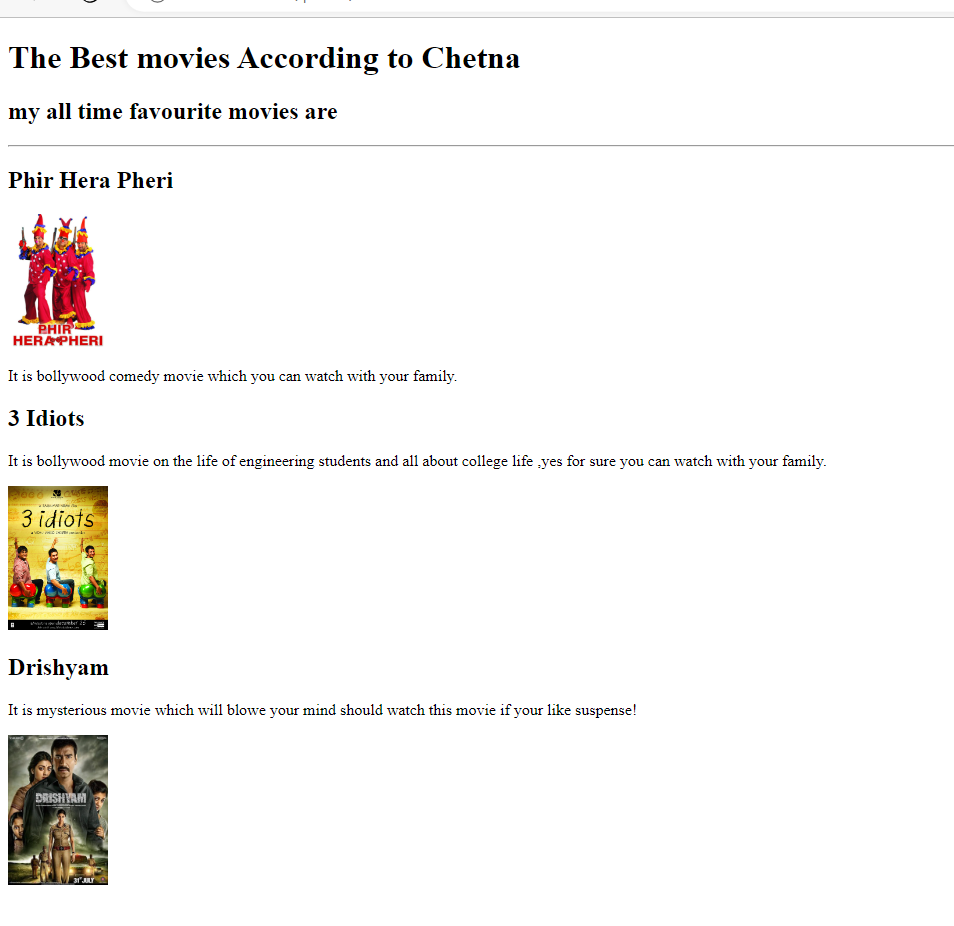 The Best movies According to Chetna
my all time favourite movies are
Phir Hera Pheri
PHIR
HERA PHERI
It is bollywood comedy movie which you can watch with your family.
3 Idiots
It is bollywood movie on the life of engineering students and all about college life ,yes for sure you can watch with your family.
3 idiots
Drishyam
It is mysterious movie which will blowe your mind should watch this movie if your like suspense!
DRISHYAM
31ST JULY